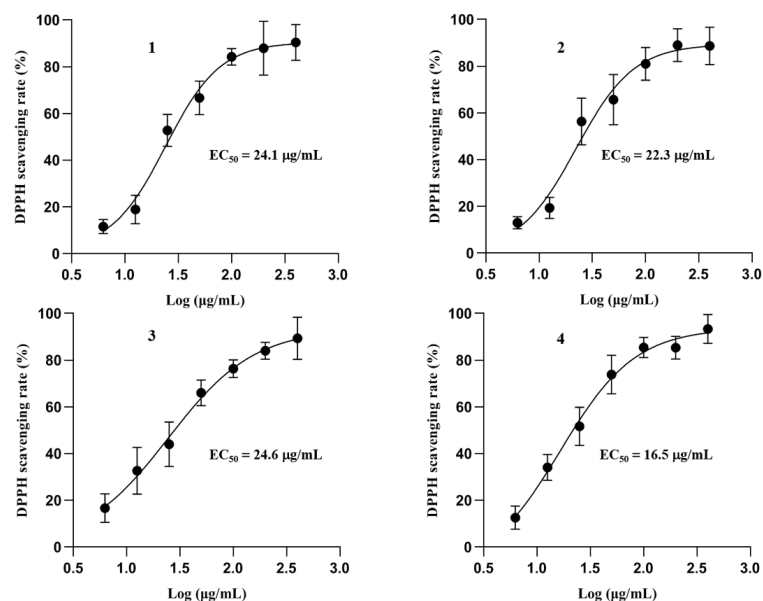 1
DPPH scavenging rate (%)
100
80
60
40
20
0
EC₅₀ = 24.1 μg/mL
0.5 1.0 1.5 2.0 2.5 3.0
Log (μg/mL)
2
DPPH scavenging rate (%)
100
80
60
40
20
0
EC₅₀ = 22.3 μg/mL
0.5 1.0 1.5 2.0 2.5 3.0
Log (μg/mL)
3
DPPH scavenging rate (%)
100
80
60
40
20
0
EC₅₀ = 24.6 μg/mL
0.5 1.0 1.5 2.0 2.5 3.0
Log (μg/mL)
4
DPPH scavenging rate (%)
100
80
60
40
20
0
EC₅₀ = 16.5 μg/mL
0.5 1.0 1.5 2.0 2.5 3.0
Log (μg/mL)